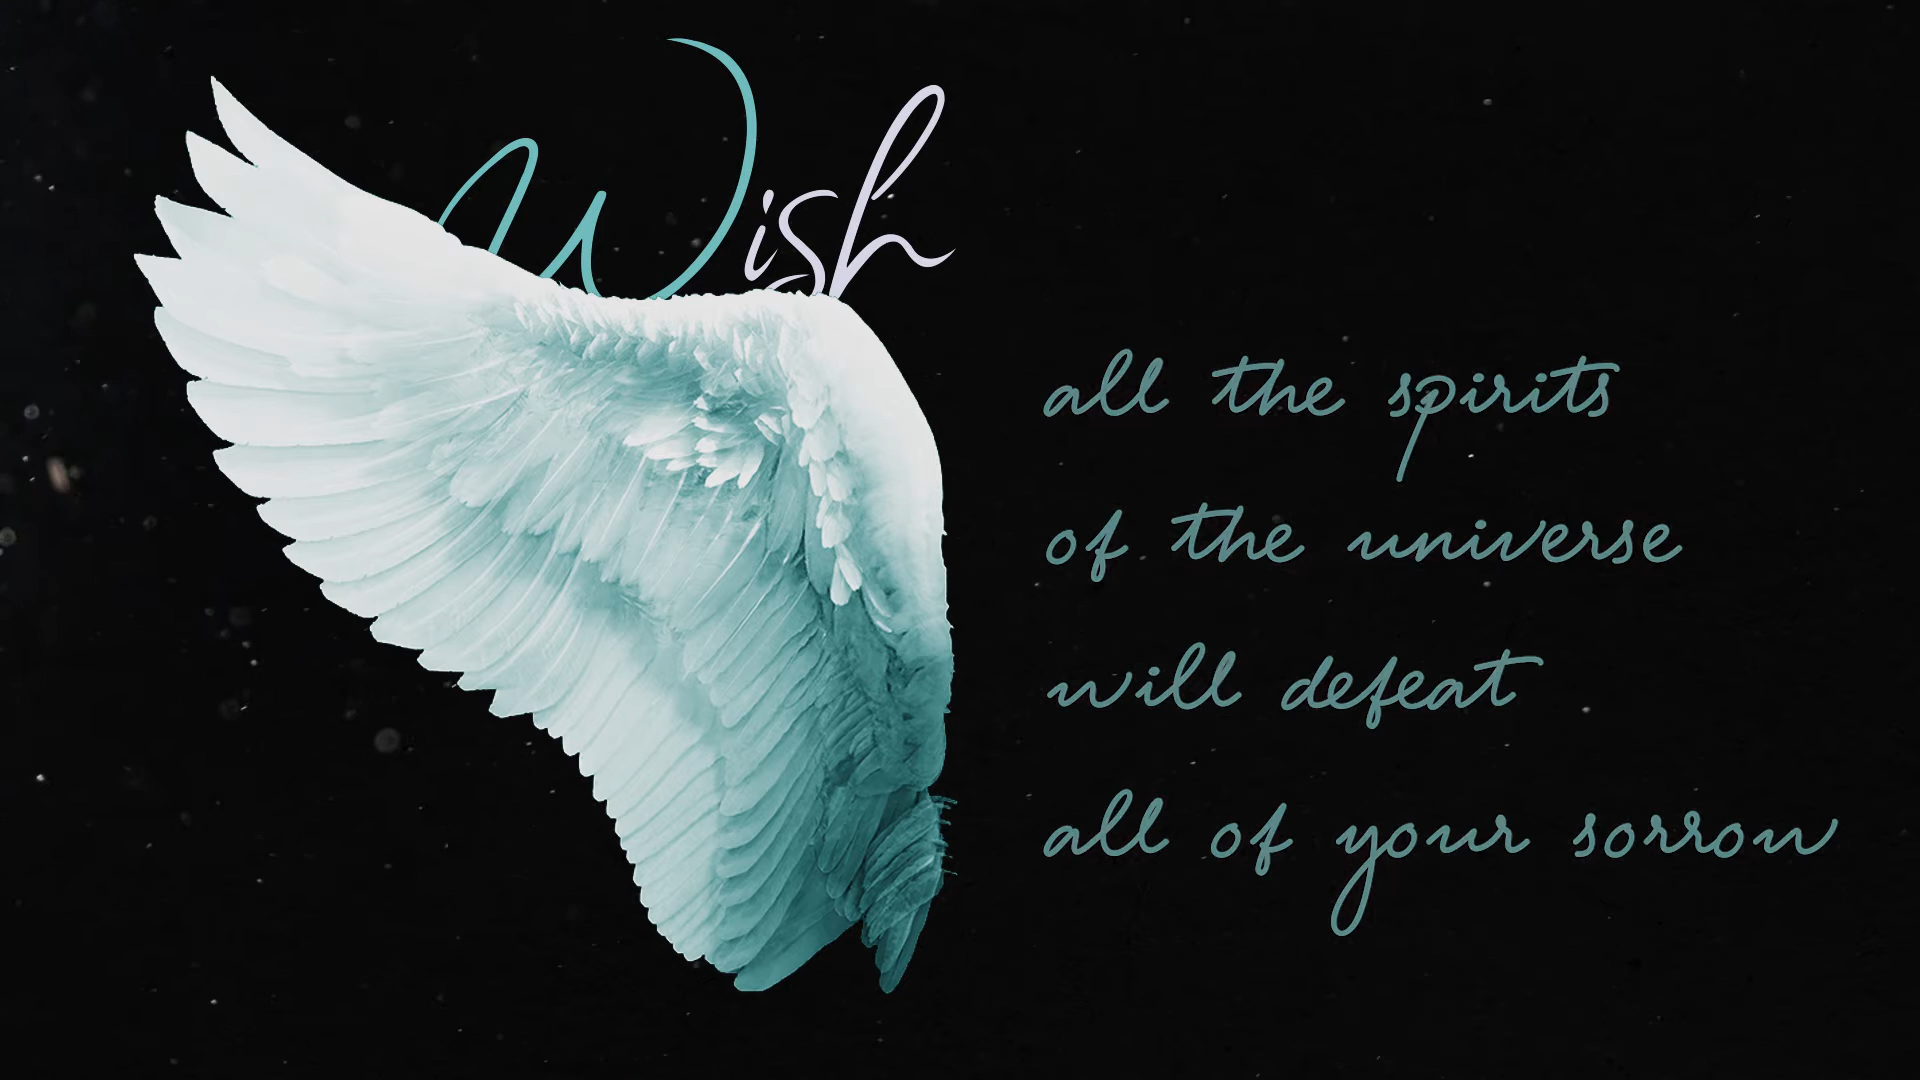 Wish
all the spirits
of the universe
will defeat
all of your sorrow